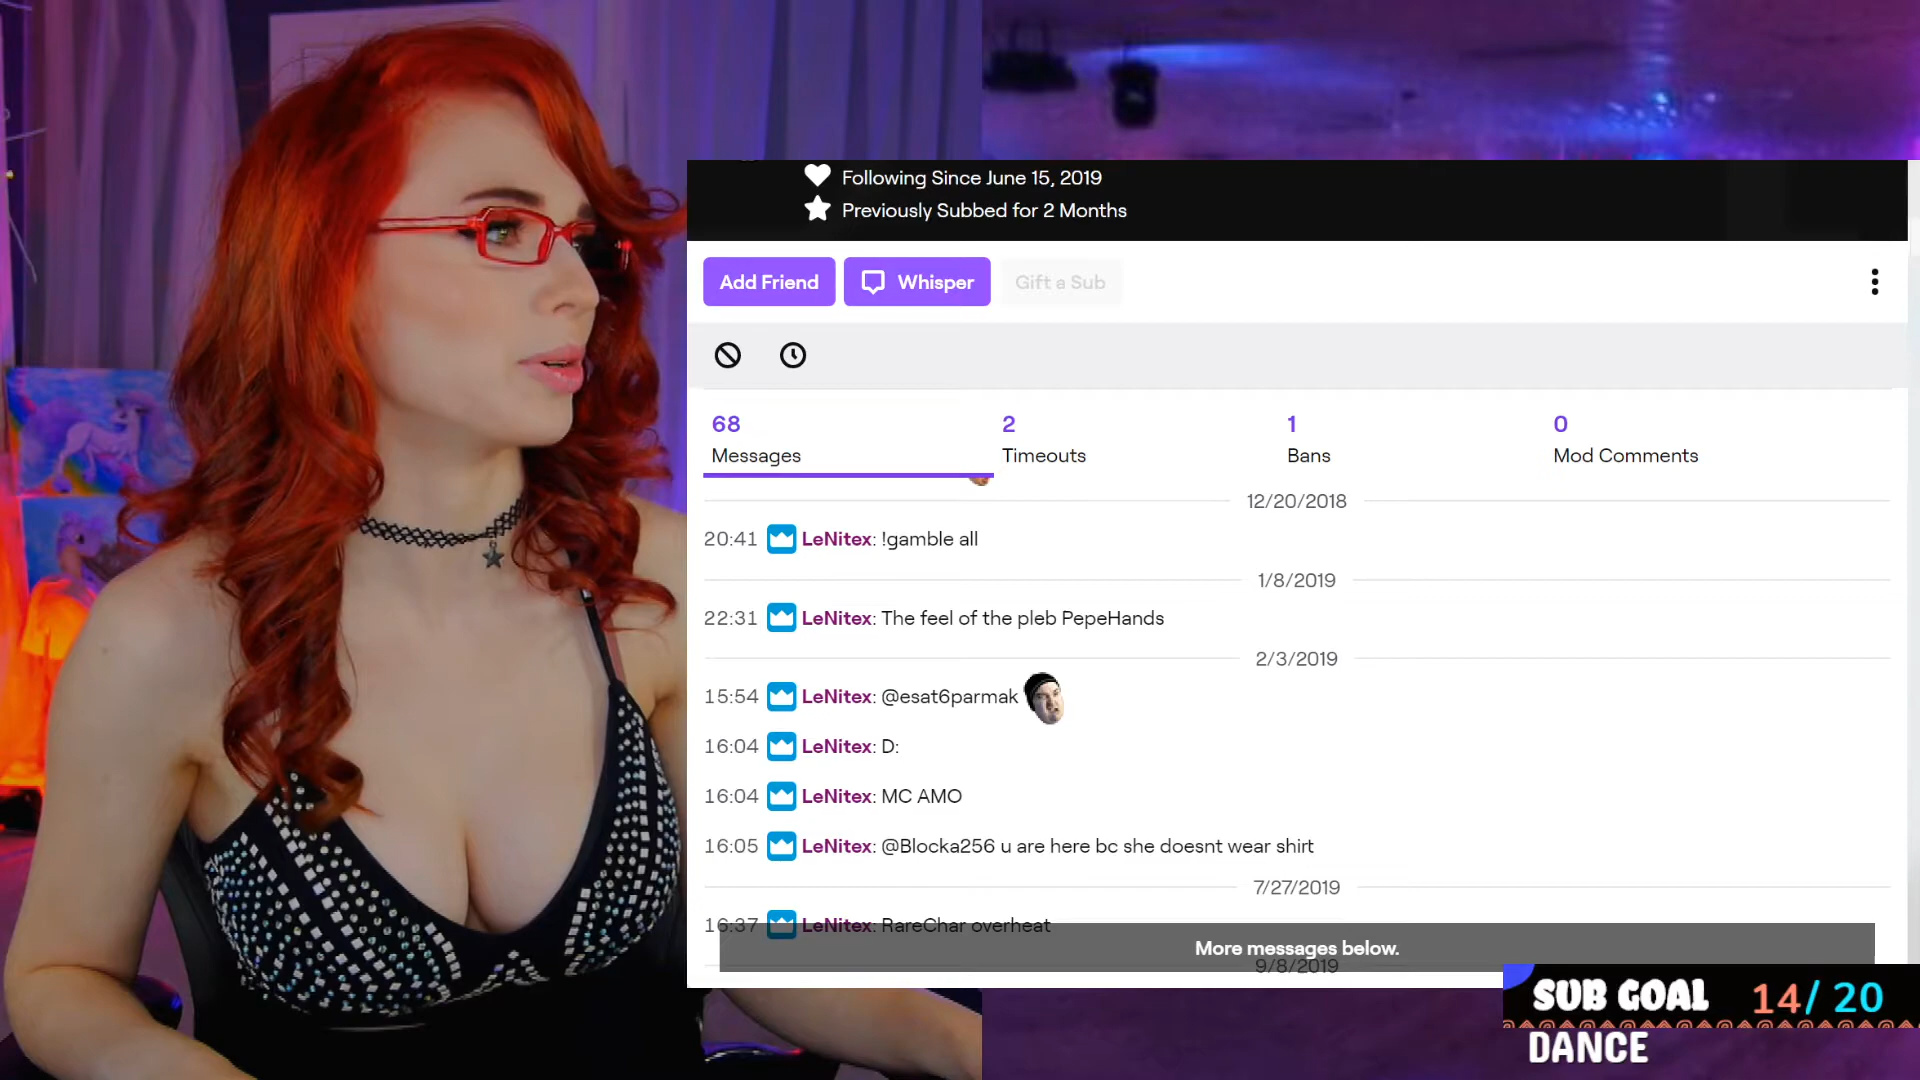 Following Since June 15, 2019
Previously Subbed for 2 Months
Add Friend
Whisper
Gift a Sub
68
Messages
2
Timeouts
1
Bans
0
Mod Comments
12/20/2018
20:41 LeNitex: !gamble all
1/8/2019
22:31 LeNitex: The feel of the pleb PepeHands
2/3/2019
15:54 LeNitex: @esat6parmak
16:04 LeNitex: D:
16:04 LeNitex: MC AMO
16:05 LeNitex: @Blocka256 u are here bc she doesnt wear shirt
7/27/2019
16:37 LeNitex: RareChar overheat
More messages below.
9/8/2019
SUB GOAL 14/ 20
DANCE